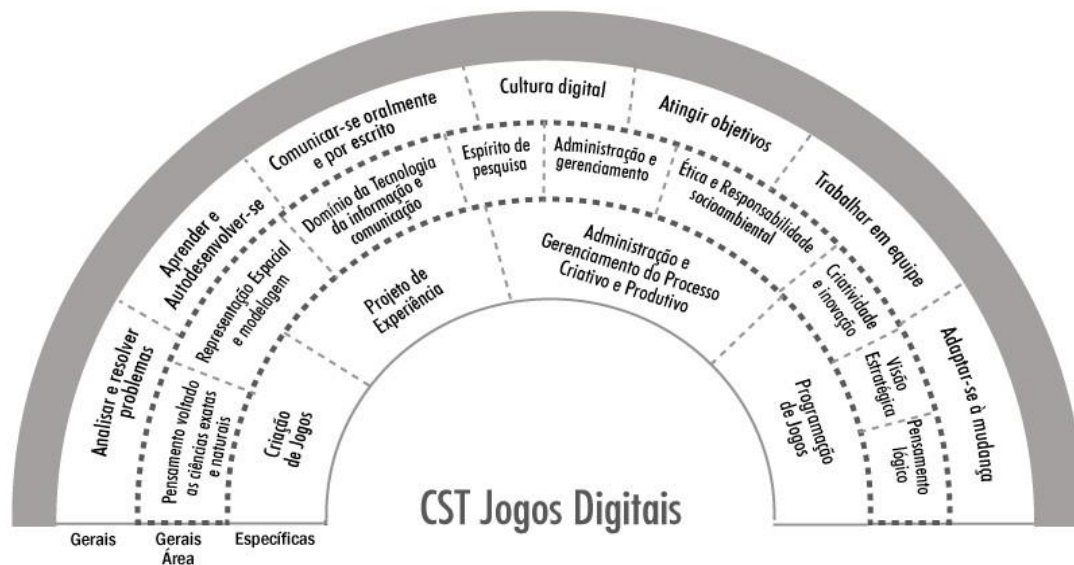 Analisar e resolver
problemas
Aprender e
Autodesenvolver-se
Comunicar-se oralmente
e por escrito
Cultura digital
Atingir objetivos
Trabalhar em equipe
Adaptar-se à mudança
Pensamento voltado
as ciências exatas
e naturais
Representação Espacial
e modelagem
Domínio da Tecnologia
da informação e
comunicação
Espírito de
pesquisa
Administração e
gerenciamento
Ética e Responsabilidade
socioambiental
Criatividade
e inovação
Visão
Estratégica
Pensamento
lógico
Criação
de Jogos
Projeto de
Experiência
Administração e
Gerenciamento do Processo
Criativo e Produtivo
Programação
de Jogos
CST Jogos Digitais
Gerais
Gerais
Área
Específicas